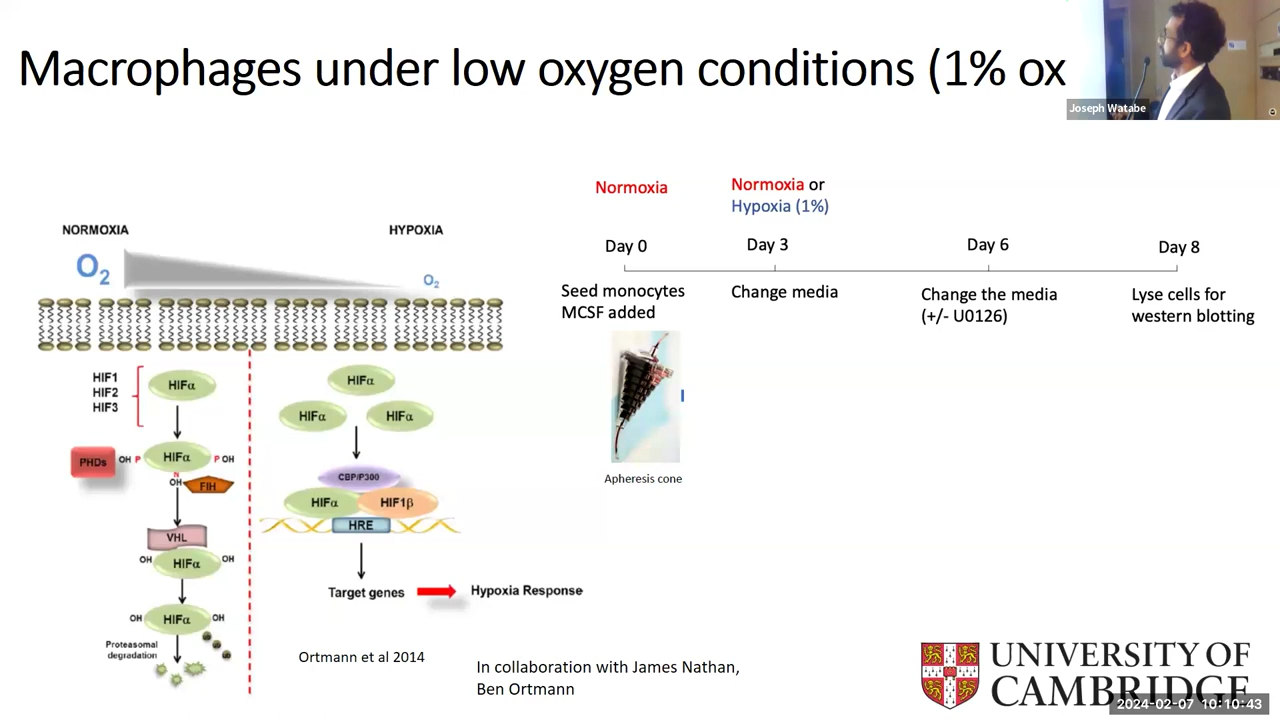 Macrophages under low oxygen conditions (1% ox
Joseph Watabe
Normoxia
Normoxia or
Hypoxia (1%)
Day 0
Day 3
Day 6
Day 8
Seed monocytes
MCSF added
Change media
Change the media
(+/- U0126)
Lyse cells for
western blotting
Apheresis cone
NORMOXIA
HYPOXIA
O2
O2
HIF1
HIF2
HIF3
HIFα
HIFα
HIFα
HIFα
PHDs
OH P
HIFα
P OH
N
OH
FIH
CBP/P300
HIFα
HIF1β
HRE
VHL
OH
HIFα
OH
Target genes
Hypoxia Response
OH
HIFα
OH
Proteasomal
degradation
Ortmann et al 2014
In collaboration with James Nathan,
Ben Ortmann
UNIVERSITY OF
CAMBRIDGE
2024-02-07 10:10:43